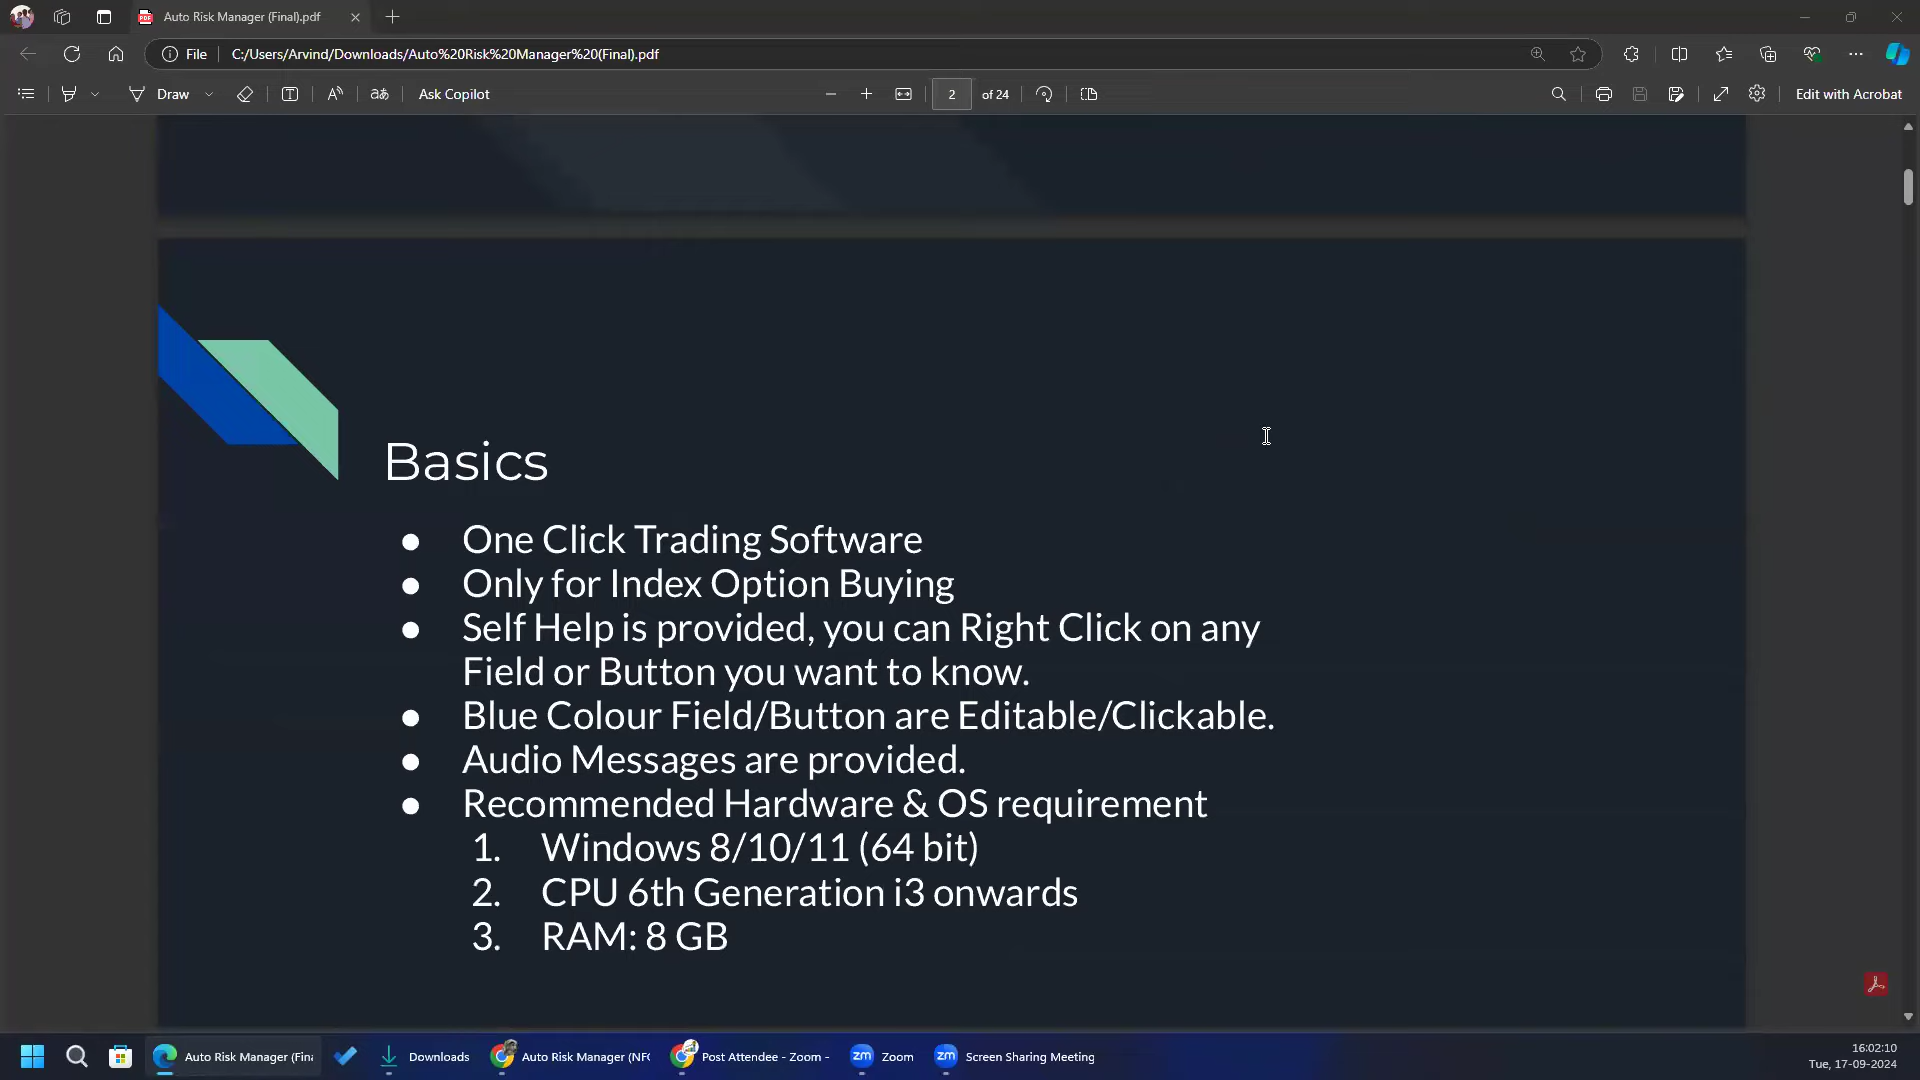 Auto Risk Manager (Final).pdf
File C:/Users/Arvind/Downloads/Auto%20Risk%20Manager%20(Final).pdf
Draw Ask Copilot 2 of 24 Edit with Acrobat
Basics
● One Click Trading Software
● Only for Index Option Buying
● Self Help is provided, you can Right Click on any
Field or Button you want to know.
● Blue Colour Field/Button are Editable/Clickable.
● Audio Messages are provided.
● Recommended Hardware & OS requirement
1. Windows 8/10/11 (64 bit)
2. CPU 6th Generation i3 onwards
3. RAM: 8 GB
Auto Risk Manager (Fina Downloads Auto Risk Manager (NFO Post Attendee - Zoom - zm Zoom zm Screen Sharing Meeting
16:02:10
Tue, 17-09-2024